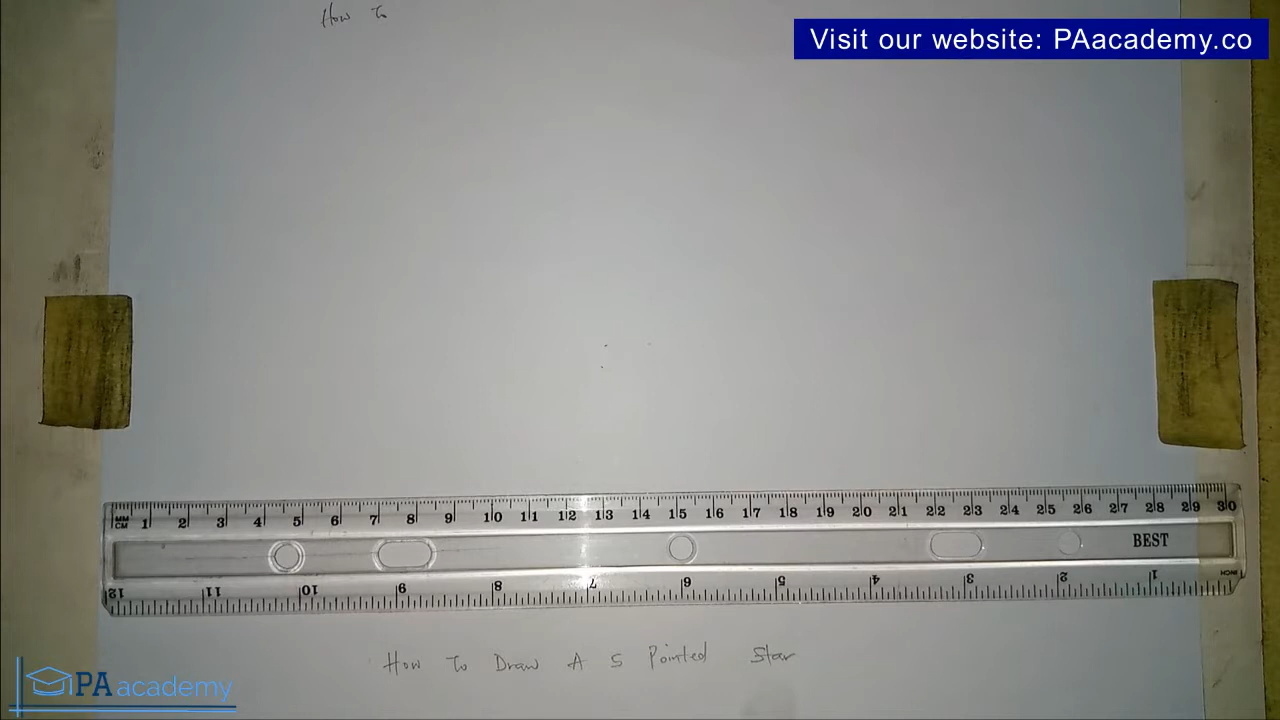 How To
Visit our website: PAacademy.co
MM
CM 1 2 3 4 5 6 7 8 9 10 11 12 13 14 15 16 17 18 19 20 21 22 23 24 25 26 27 28 29 30
BEST
INCH
12 11 10 9 8 7 6 5 4 3 2 1
How To Draw A 5 Pointed Star
PA academy